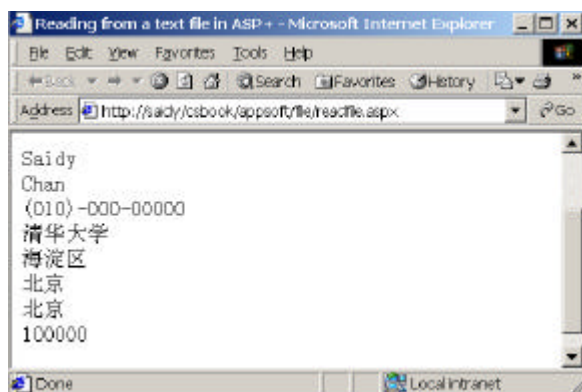 Reading from a text file in ASP+ - Microsoft Internet Explorer
File Edit View Favorites Tools Help
Back Search Favorites History »
Address http://saidy/csbook/appsoft/file/readfile.aspx Go
Saidy
Chan
(010)-000-00000
清华大学
海淀区
北京
北京
100000
Done Local intranet